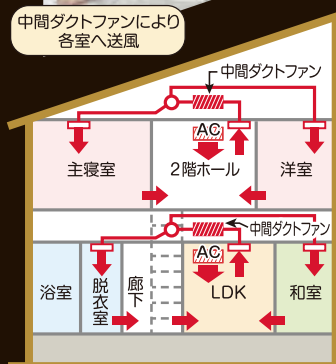 中間ダクトファンにより
各室へ送風
中間ダクトファン
AC
主寝室
2階ホール
洋室
中間ダクトファン
AC
浴室
脱衣室
廊下
LDK
和室